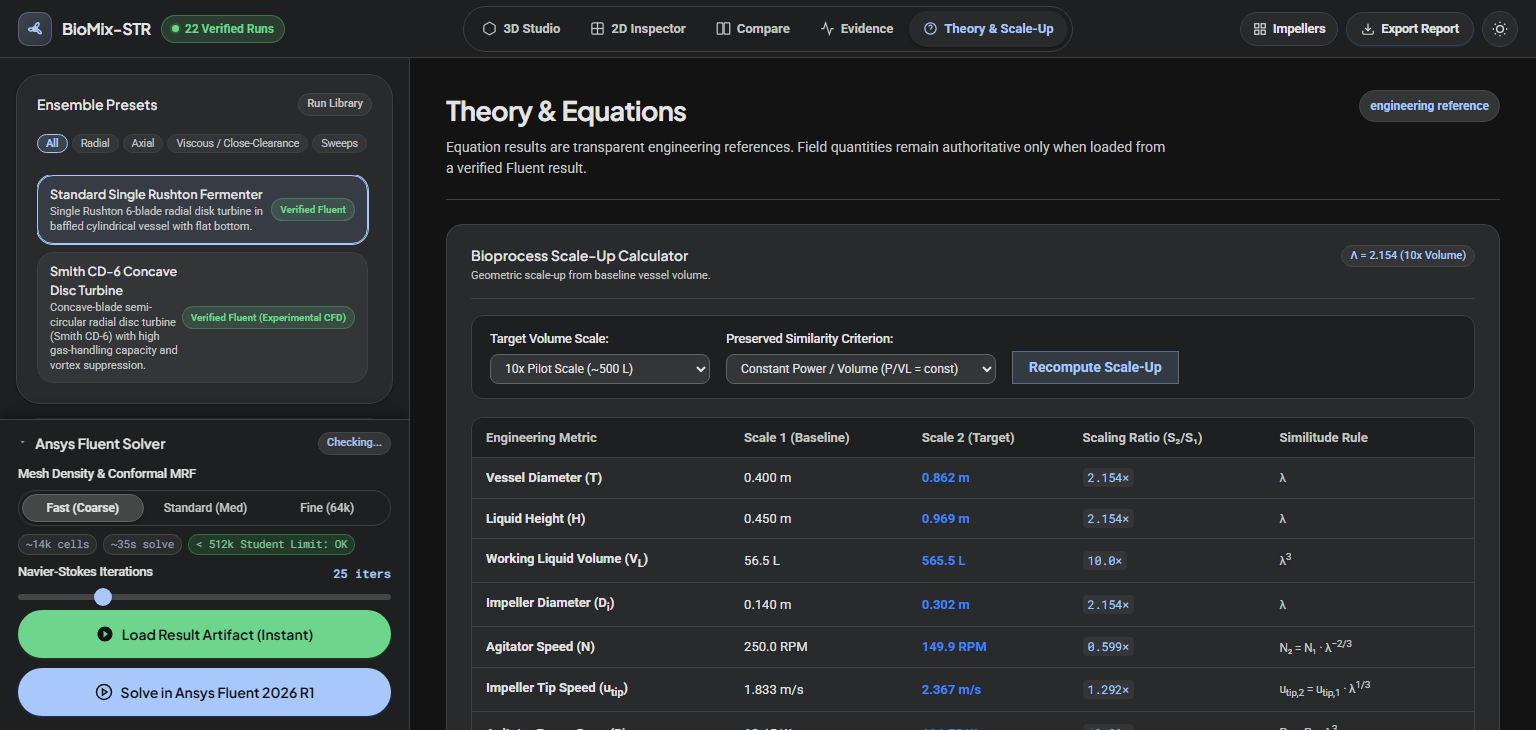 BioMix-STR
22 Verified Runs
3D Studio
2D Inspector
Compare
Evidence
Theory & Scale-Up
Impellers
Export Report
Ensemble Presets
Run Library
All
Radial
Axial
Viscous / Close-Clearance
Sweeps
Standard Single Rushton Fermenter
Single Rushton 6-blade radial disk turbine in
baffled cylindrical vessel with flat bottom.
Verified Fluent
Smith CD-6 Concave
Disc Turbine
Concave-blade semi-
circular radial disc turbine
(Smith CD-6) with high
gas-handling capacity and
vortex suppression.
Verified Fluent (Experimental CFD)
Ansys Fluent Solver
Checking...
Mesh Density & Conformal MRF
Fast (Coarse)
Standard (Med)
Fine (64k)
~14k cells
~35s solve
< 512k Student Limit: OK
Navier-Stokes Iterations
25 iters
Load Result Artifact (Instant)
Solve in Ansys Fluent 2026 R1
Theory & Equations
engineering reference
Equation results are transparent engineering references. Field quantities remain authoritative only when loaded from
a verified Fluent result.
Bioprocess Scale-Up Calculator
Geometric scale-up from baseline vessel volume.
Λ = 2.154 (10x Volume)
Target Volume Scale:
10x Pilot Scale (~500 L)
Preserved Similarity Criterion:
Constant Power / Volume (P/VL = const)
Recompute Scale-Up
Engineering Metric Scale 1 (Baseline) Scale 2 (Target) Scaling Ratio (S₂/S₁) Similitude Rule
Vessel Diameter (T) 0.400 m 0.862 m 2.154× λ
Liquid Height (H) 0.450 m 0.969 m 2.154× λ
Working Liquid Volume (V_L) 56.5 L 565.5 L 10.0× λ³
Impeller Diameter (Dᵢ) 0.140 m 0.302 m 2.154× λ
Agitator Speed (N) 250.0 RPM 149.9 RPM 0.599× N₂ = N₁ · λ⁻²/³
Impeller Tip Speed (u_tip) 1.833 m/s 2.367 m/s 1.292× u_tip,2 = u_tip,1 · λ¹/³